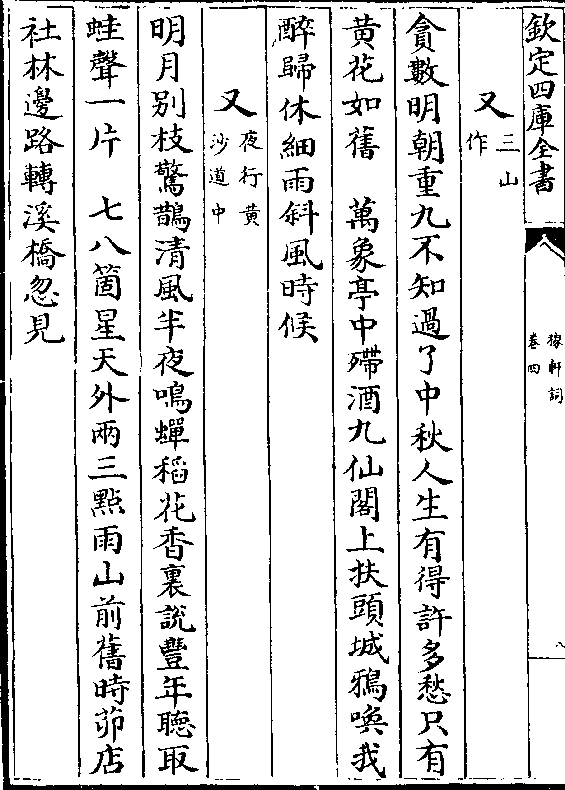 欽定四庫全書
稼軒詞
卷四
八
又三山
作
貪數明朝重九不知過了中秋人生有得許多愁只有
黄花如舊　萬象亭中殢酒九仙閣上扶頭城鴉喚我
醉歸休細雨斜風時候
又夜行黄
沙道中
明月别枝驚鵲清風半夜鳴蟬稻花香裏說豐年聽取
蛙聲一片　七八箇星天外兩三點雨山前舊時茆店
社林邊路轉溪橋忽見